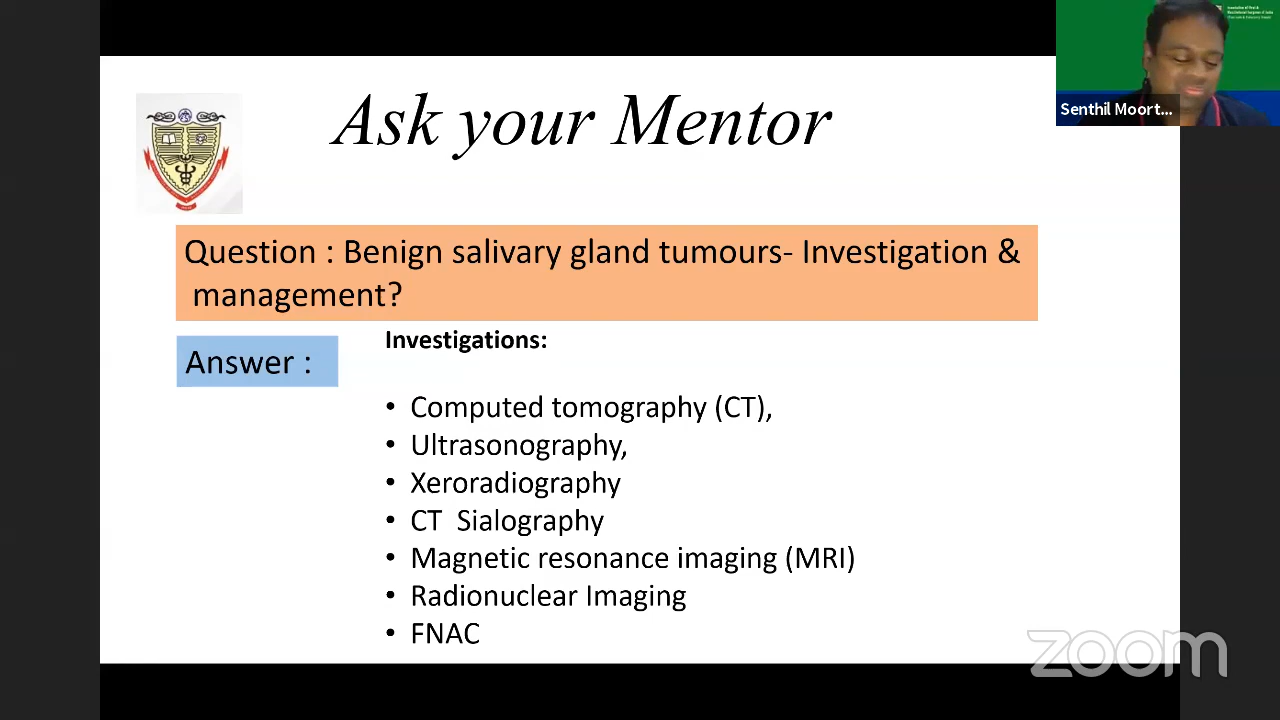 Ask your Mentor
Senthil Moort...
Question : Benign salivary gland tumours- Investigation &
management?
Answer :
Investigations:
• Computed tomography (CT),
• Ultrasonography,
• Xeroradiography
• CT Sialography
• Magnetic resonance imaging (MRI)
• Radionuclear Imaging
• FNAC
zoom